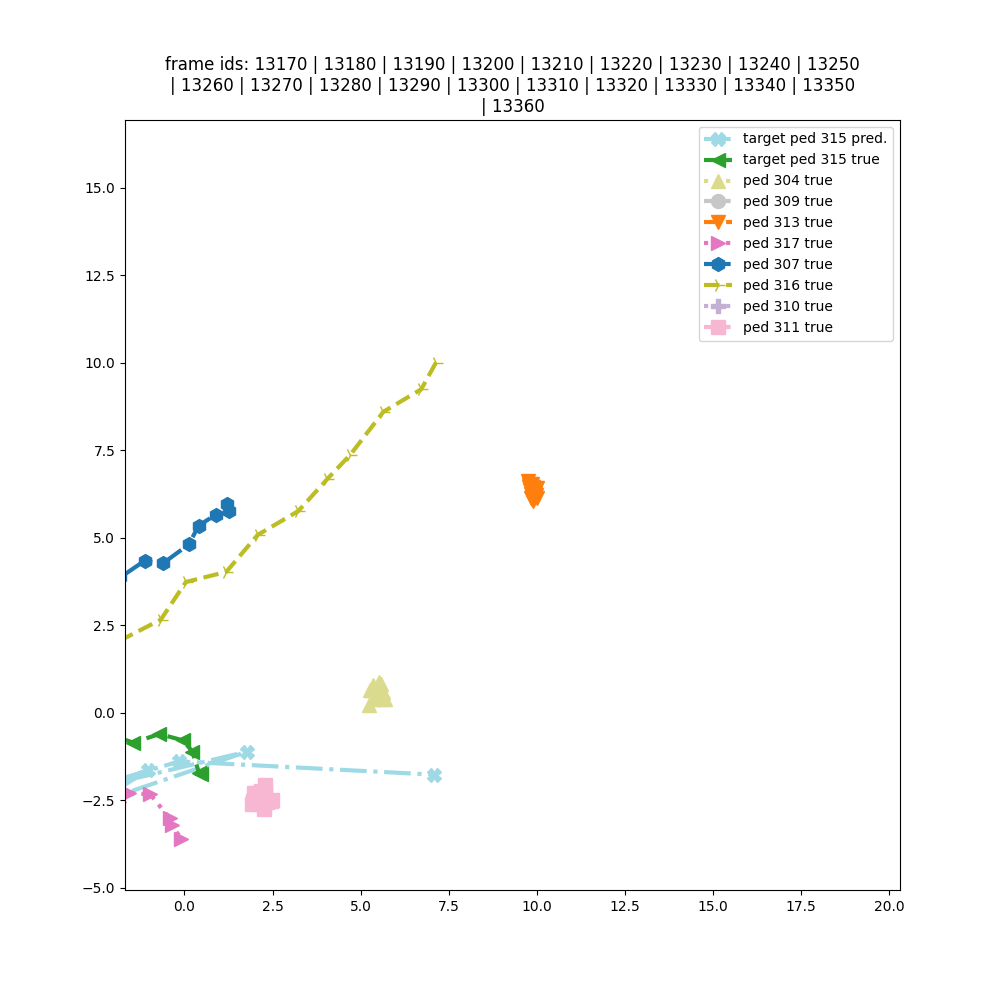 frame ids: 13170 | 13180 | 13190 | 13200 | 13210 | 13220 | 13230 | 13240 | 13250
| 13260 | 13270 | 13280 | 13290 | 13300 | 13310 | 13320 | 13330 | 13340 | 13350
| 13360
target ped 315 pred.
target ped 315 true
ped 304 true
ped 309 true
ped 313 true
ped 317 true
ped 307 true
ped 316 true
ped 310 true
ped 311 true
15.0
12.5
10.0
7.5
5.0
2.5
0.0
−2.5
−5.0
0.0 2.5 5.0 7.5 10.0 12.5 15.0 17.5 20.0